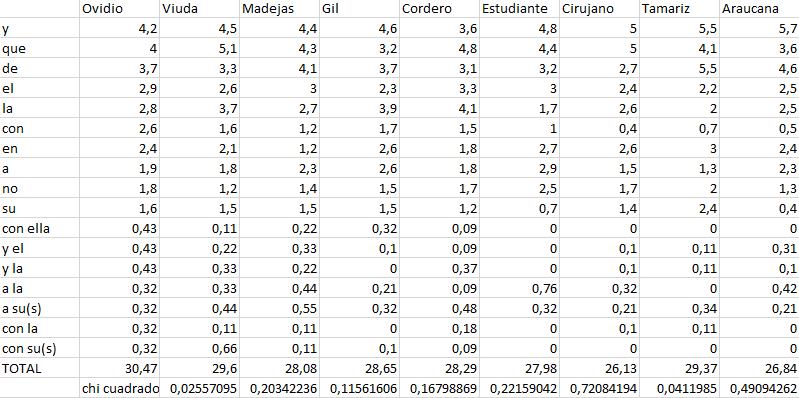 Ovidio Viuda Madejas Gil Cordero Estudiante Cirujano Tamariz Araucana
y 4,2 4,5 4,4 4,6 3,6 4,8 5 5,5 5,7
que 4 5,1 4,3 3,2 4,8 4,4 5 4,1 3,6
de 3,7 3,3 4,1 3,7 3,1 3,2 2,7 5,5 4,6
el 2,9 2,6 3 2,3 3,3 3 2,4 2,2 2,5
la 2,8 3,7 2,7 3,9 4,1 1,7 2,6 2 2,5
con 2,6 1,6 1,2 1,7 1,5 1 0,4 0,7 0,5
en 2,4 2,1 1,2 2,6 1,8 2,7 2,6 3 2,4
a 1,9 1,8 2,3 2,6 1,8 2,9 1,5 1,3 2,3
no 1,8 1,2 1,4 1,5 1,7 2,5 1,7 2 1,3
su 1,6 1,5 1,5 1,5 1,2 0,7 1,4 2,4 0,4
con ella 0,43 0,11 0,22 0,32 0,09 0 0 0 0
y el 0,43 0,22 0,33 0,1 0,09 0 0,1 0,11 0,31
y la 0,43 0,33 0,22 0 0,37 0 0,1 0,11 0,1
a la 0,32 0,33 0,44 0,21 0,09 0,76 0,32 0 0,42
a su(s) 0,32 0,44 0,55 0,32 0,48 0,32 0,21 0,34 0,21
con la 0,32 0,11 0,11 0 0,18 0 0,1 0,11 0
con su(s) 0,32 0,66 0,11 0,1 0,09 0 0 0 0
TOTAL 30,47 29,6 28,08 28,65 28,29 27,98 26,13 29,37 26,84
chi cuadrado 0,02557095 0,20342236 0,11561606 0,16798869 0,22159042 0,72084194 0,0411985 0,49094262